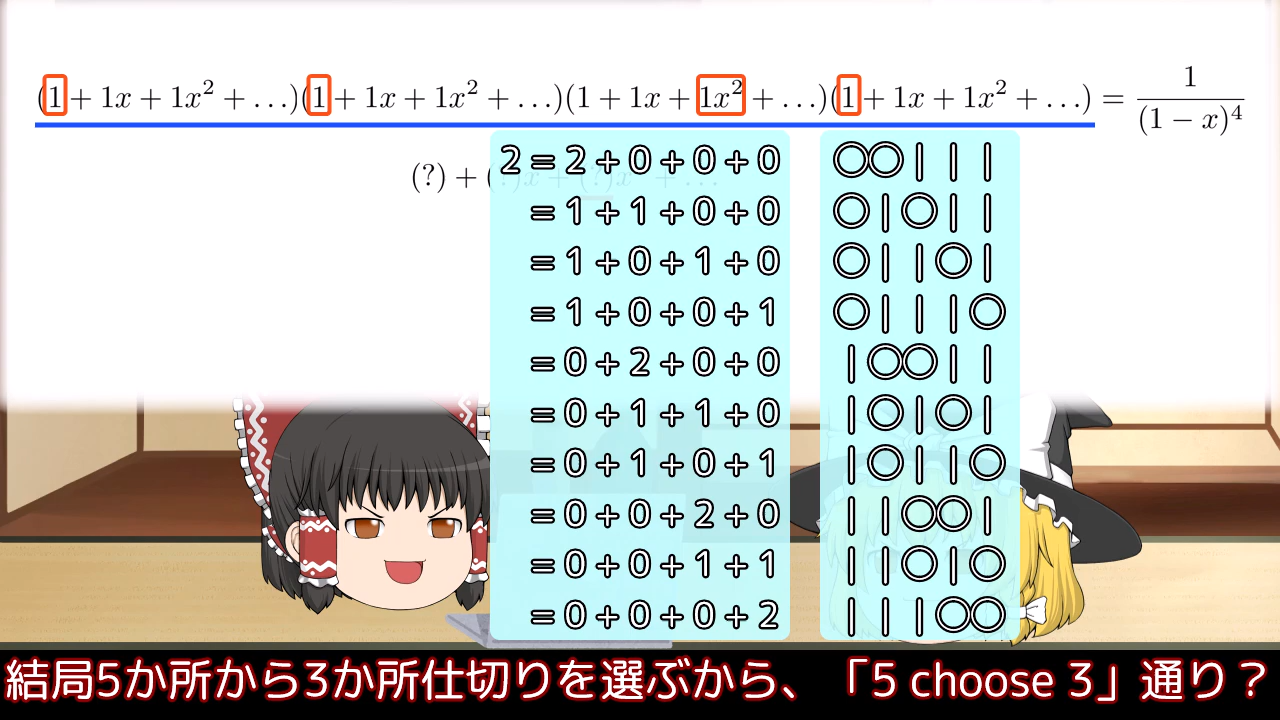 (1 + 1x + 1x² + …)(1 + 1x + 1x² + …)(1 + 1x + 1x² + …)(1 + 1x + 1x² + …) = 1/(1 − x)⁴
(?) + (?)x + (?)x + …
2 = 2 + 0 + 0 + 0 ○○|||
= 1 + 1 + 0 + 0 ○|○||
= 1 + 0 + 1 + 0 ○||○|
= 1 + 0 + 0 + 1 ○|||○
= 0 + 2 + 0 + 0 |○○||
= 0 + 1 + 1 + 0 |○|○|
= 0 + 1 + 0 + 1 |○||○
= 0 + 0 + 2 + 0 ||○○|
= 0 + 0 + 1 + 1 ||○|○
= 0 + 0 + 0 + 2 |||○○
結局5か所から3か所仕切りを選ぶから、「5 choose 3」通り？